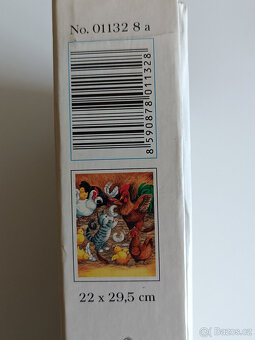 No. 01132 8 a
8 590878 011328
22 x 29,5 cm
Bazos.cz